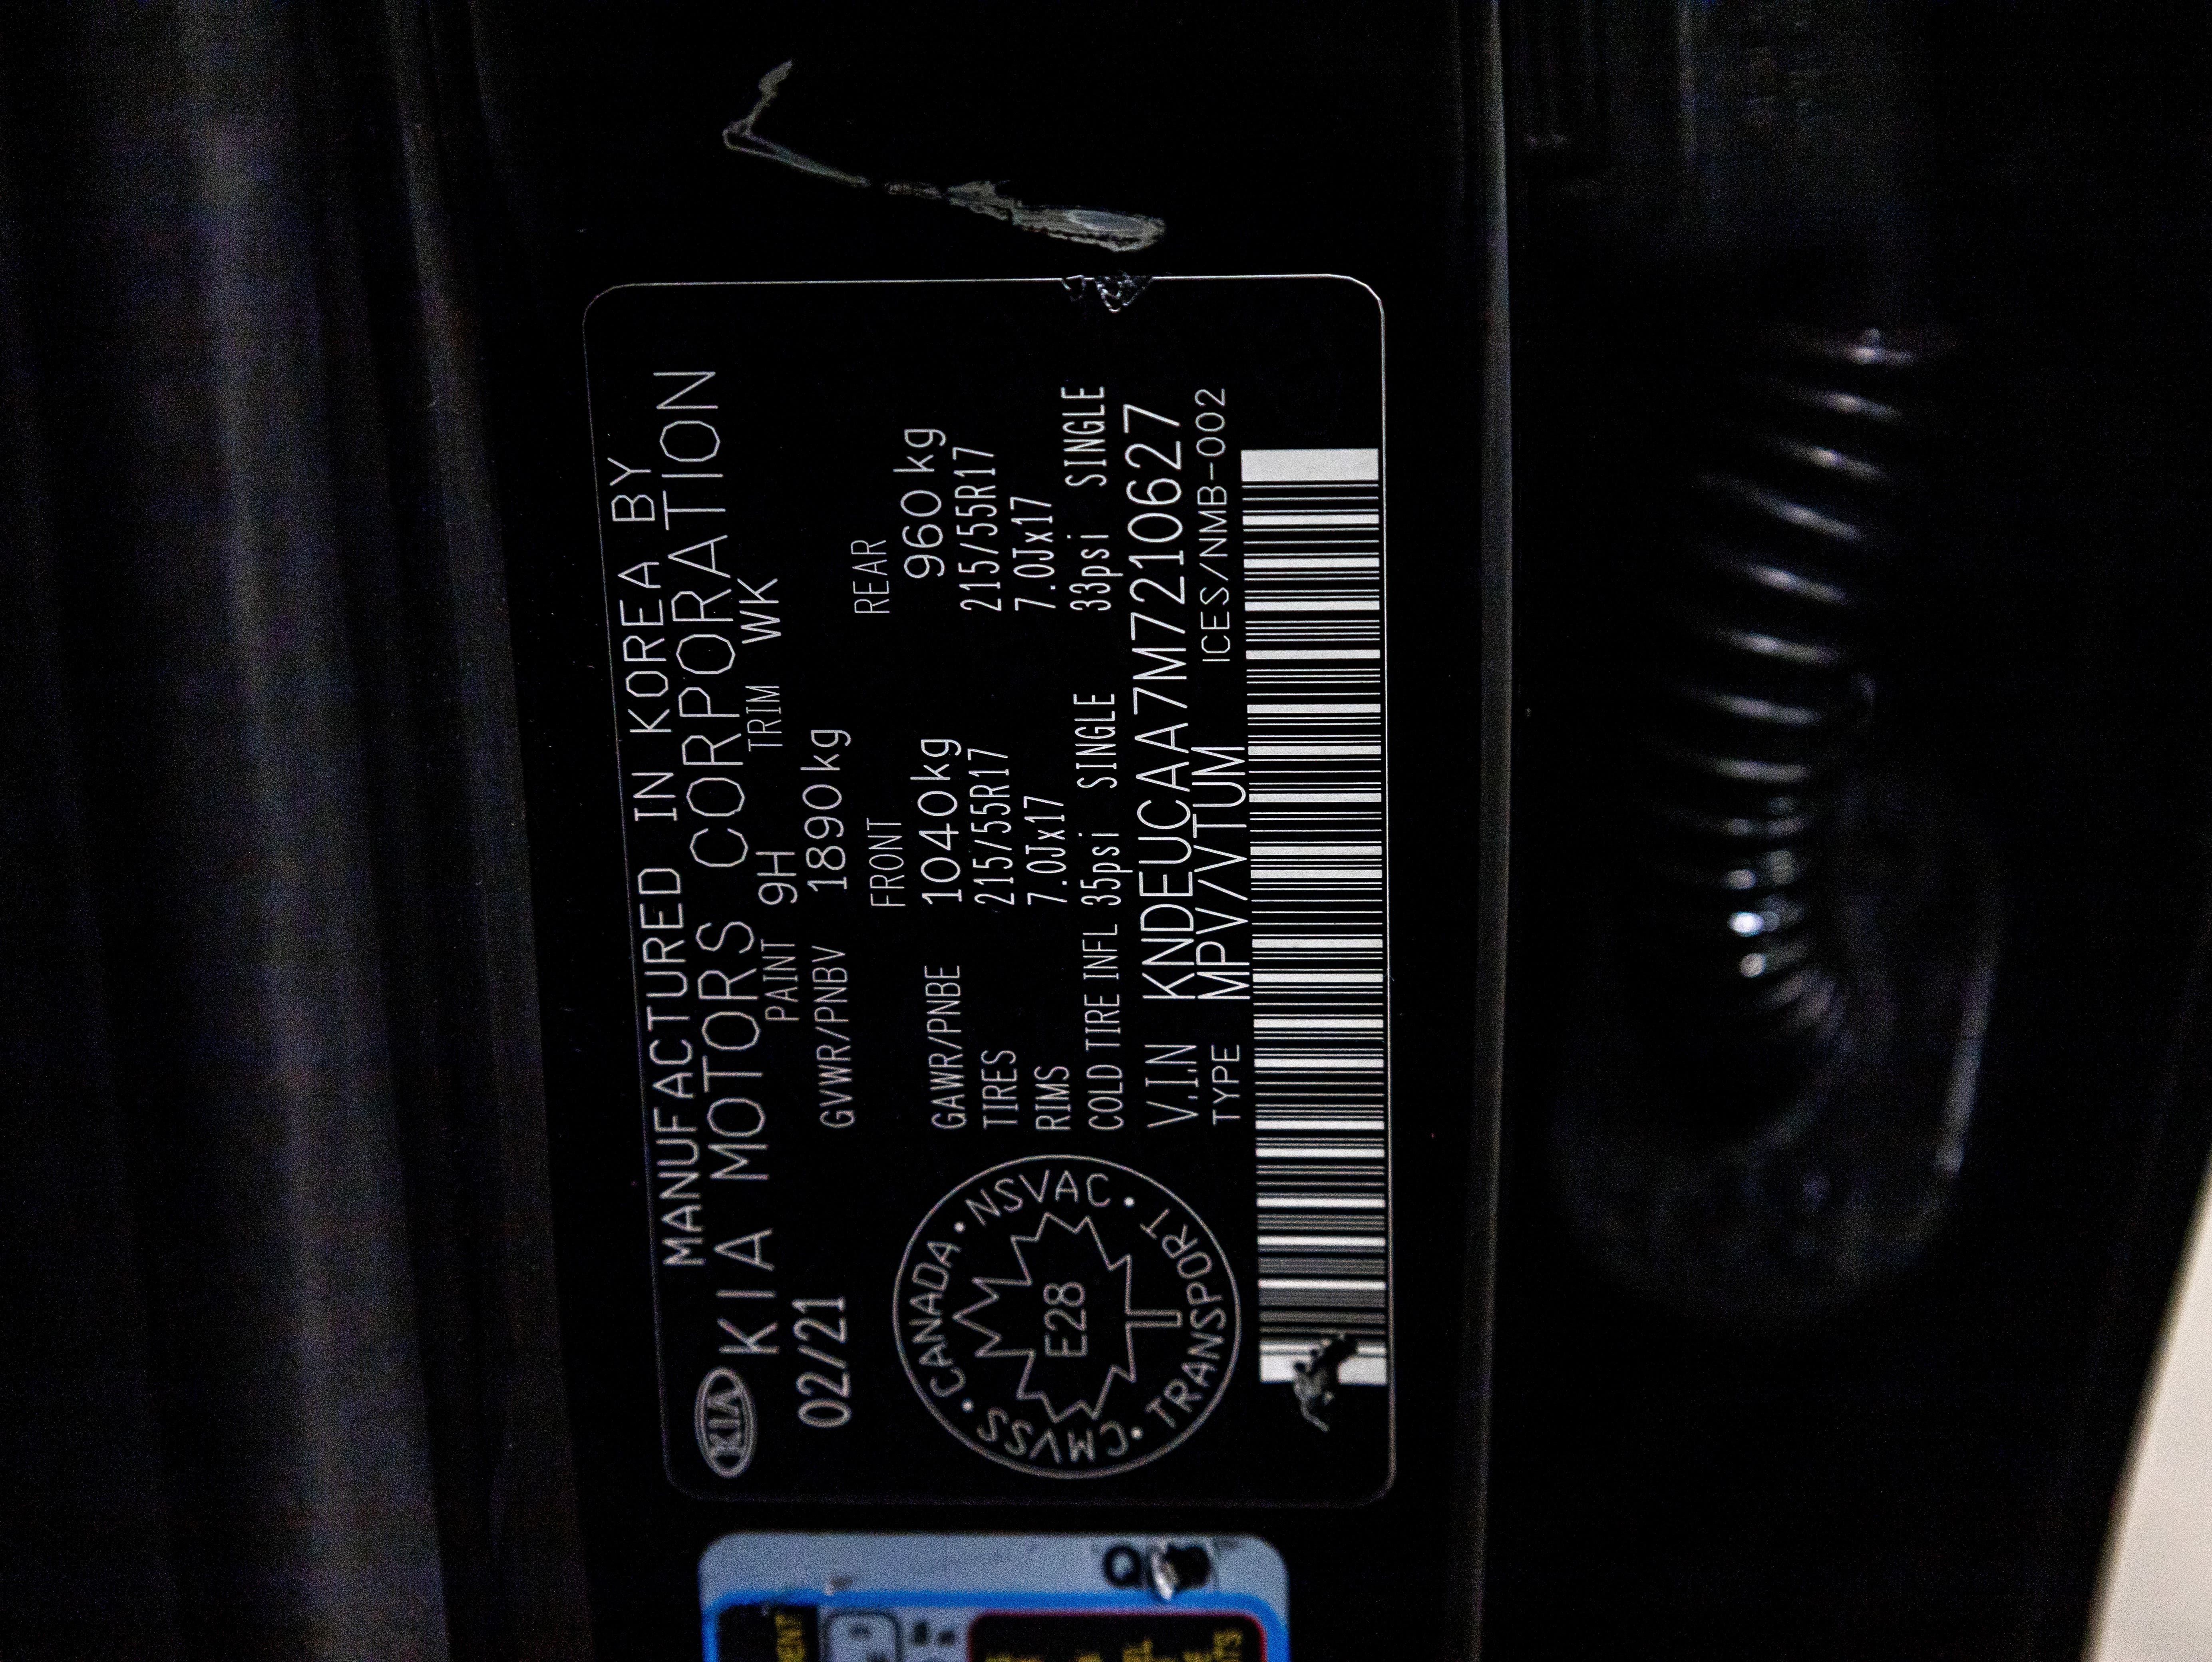 MANUFACTURED IN KOREA BY
KIA KIA MOTORS CORPORATION
02/21 PAINT 9H TRIM WK
GVWR/PNBV 1890kg
FRONT REAR
GAWR/PNBE 1040kg 960kg
TIRES 215/55R17 215/55R17
RIMS 7.0Jx17 7.0Jx17
COLD TIRE INFL 35psi SINGLE 33psi SINGLE
V.I.N KNDEUCAA7M7210627
TYPE MPV/VTUM ICES/NMB-002
CANADA • NSVAC • TRANSPORT • CMVSS •
E28